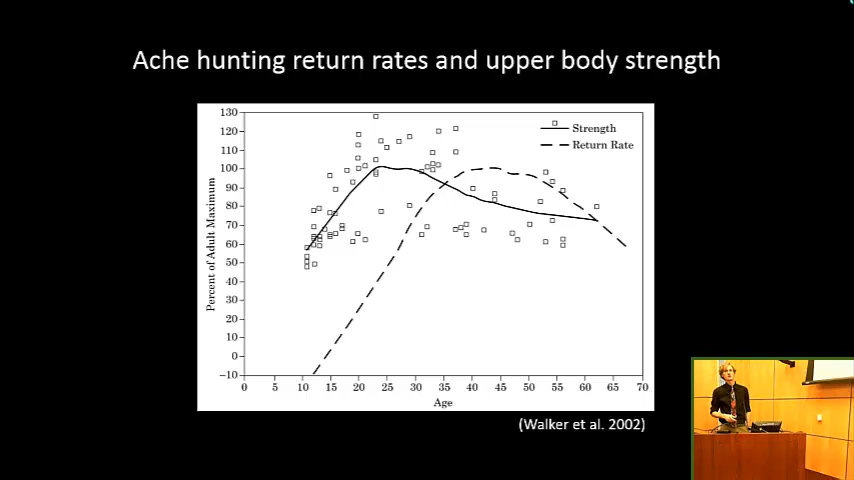 Ache hunting return rates and upper body strength
130
120
110
100
90
80
70
60
50
40
30
20
10
0
−10
Percent of Adult Maximum
Strength
Return Rate
0 5 10 15 20 25 30 35 40 45 50 55 60 65 70
Age
(Walker et al. 2002)